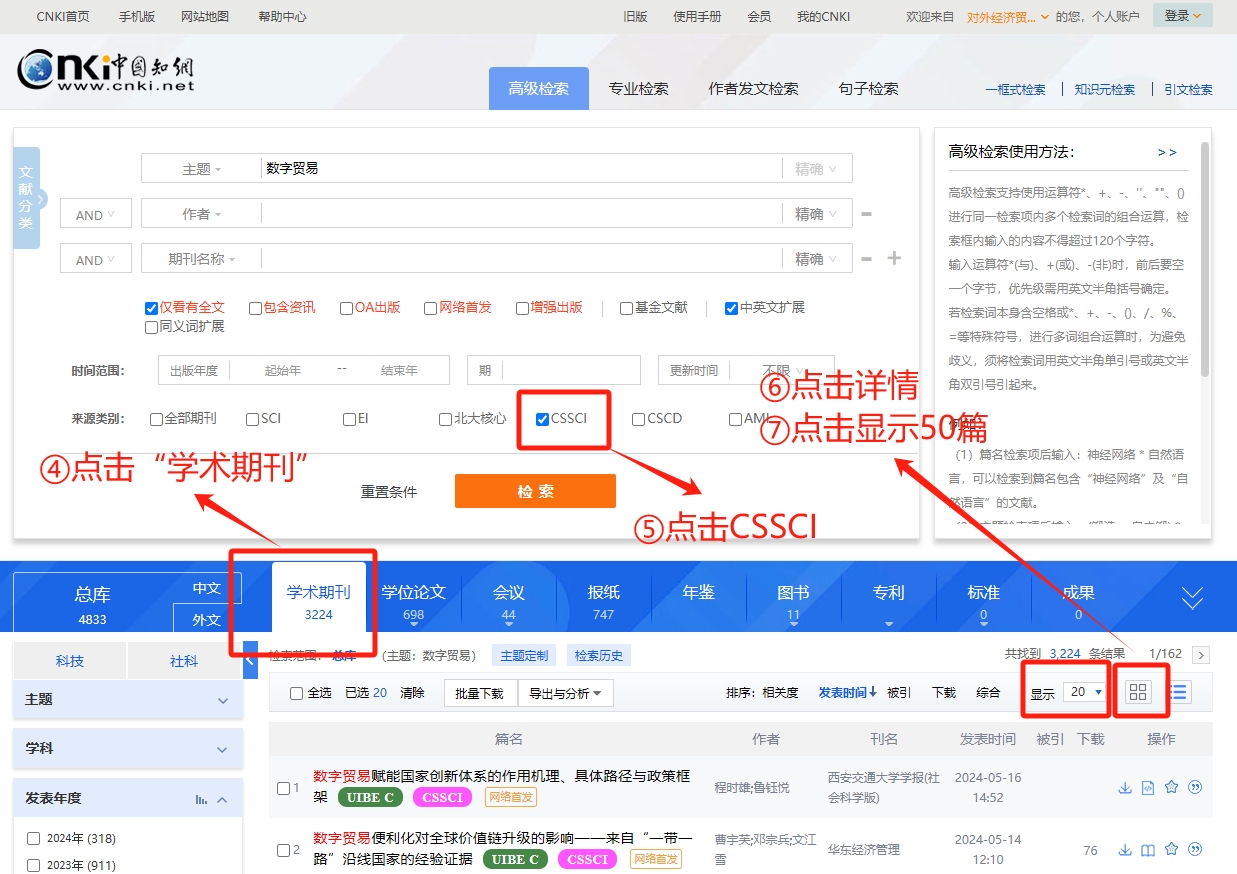 CNKI首页 手机版 网站地图 帮助中心 旧版 使用手册 会员 我的CNKI 欢迎来自 对外经济贸... 的您，个人账户 登录
Cnki中国知網
www.cnki.net
高级检索 专业检索 作者发文检索 句子检索 一框式检索 知识元检索 引文检索
文献分类
主题 数字贸易 精确
AND 作者 精确
AND 期刊名称 精确
仅看有全文 包含资讯 OA出版 网络首发 增强出版 基金文献 中英文扩展
同义词扩展
时间范围： 出版年度 起始年 -- 结束年 期 更新时间 不限
来源类别： 全部期刊 SCI EI 北大核心 CSSCI CSCD AMI
重置条件 检索
高级检索使用方法： >>
高级检索支持使用运算符*、+、-、''、""、()
进行同一检索项内多个检索词的组合运算，检
索框内输入的内容不得超过120个字符。
输入运算符*(与)、+(或)、-(非)时，前后要空
一个字节，优先级需用英文半角括号确定。
若检索词本身含空格或*、+、-、()、/、%、
=等特殊符号，进行多词组合运算时，为避免
歧义，须将检索词用英文半角单引号或英文半
角双引号引起来。
例如：
（1）篇名检索项后输入：神经网络 * 自然语
言，可以检索到篇名包含“神经网络”及“自
然语言”的文献。
④点击“学术期刊”
⑤点击CSSCI
⑥点击详情
⑦点击显示50篇
总库 4833 中文 外文
学术期刊 3224
学位论文 698
会议 44
报纸 747
年鉴
图书 11
专利
标准 0
成果 0
科技 社科
检索范围：总库 (主题：数字贸易) 主题定制 检索历史 共找到 3,224 条结果 1/162
全选 已选 20 清除 批量下载 导出与分析 排序： 相关度 发表时间↓ 被引 下载 综合 显示 20
主题
学科
发表年度
2024年 (318)
2023年 (911)
篇名 作者 刊名 发表时间 被引 下载 操作
1 数字贸易赋能国家创新体系的作用机理、具体路径与政策框
架 UIBE C CSSCI 网络首发
程时雄;鲁钰悦
西安交通大学学报(社
会科学版)
2024-05-16
14:52
2 数字贸易便利化对全球价值链升级的影响——来自“一带一
路”沿线国家的经验证据 UIBE C CSSCI 网络首发
曹宇芙;邓宗兵;文江
雪
华东经济管理
2024-05-14
12:10
76